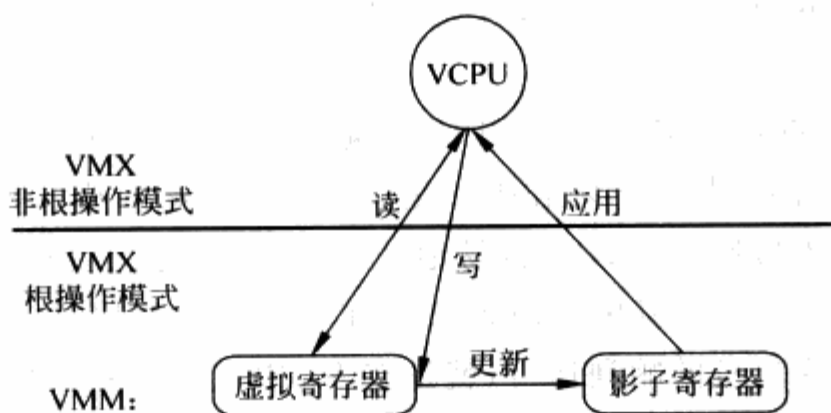 VCPU
VMX
非根操作模式
读
应用
VMX
根操作模式
写
更新
VMM：
虚拟寄存器
影子寄存器